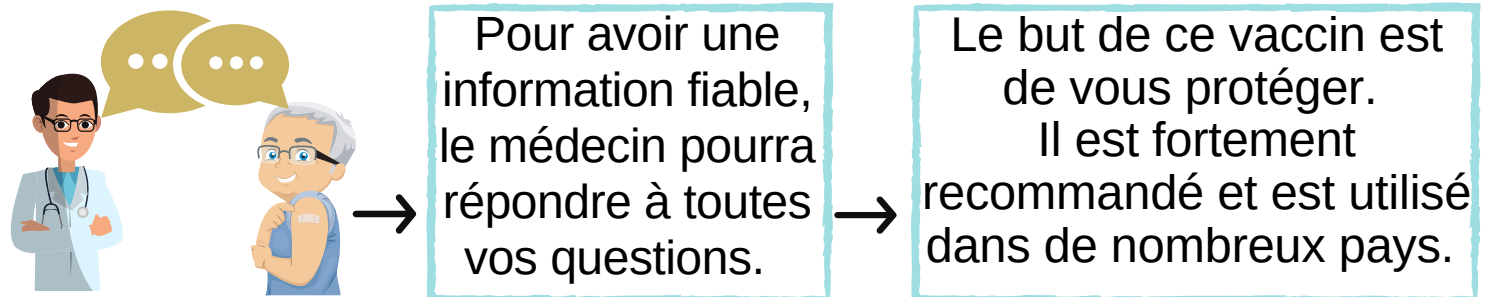 Pour avoir une
information fiable,
le médecin pourra
répondre à toutes
vos questions.
Le but de ce vaccin est
de vous protéger.
Il est fortement
recommandé et est utilisé
dans de nombreux pays.